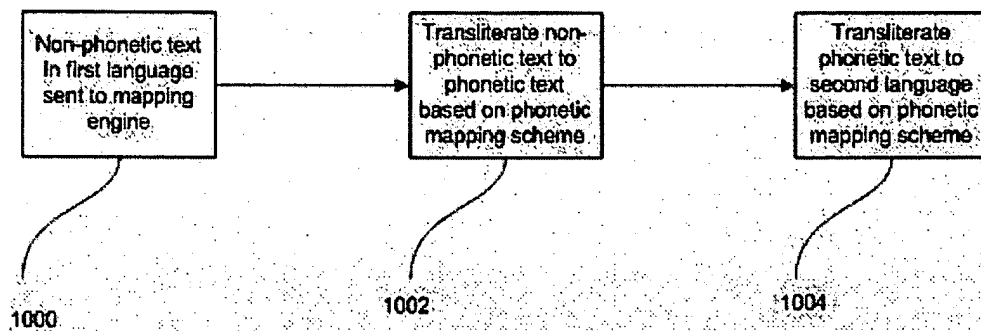 Non-phonetic text
In first language
sent to mapping
engine
Transliterate non-
phonetic text to
phonetic text
based on phonetic
mapping scheme
Transliterate
phonetic text to
second language
based on phonetic
mapping scheme
1000
1002
1004